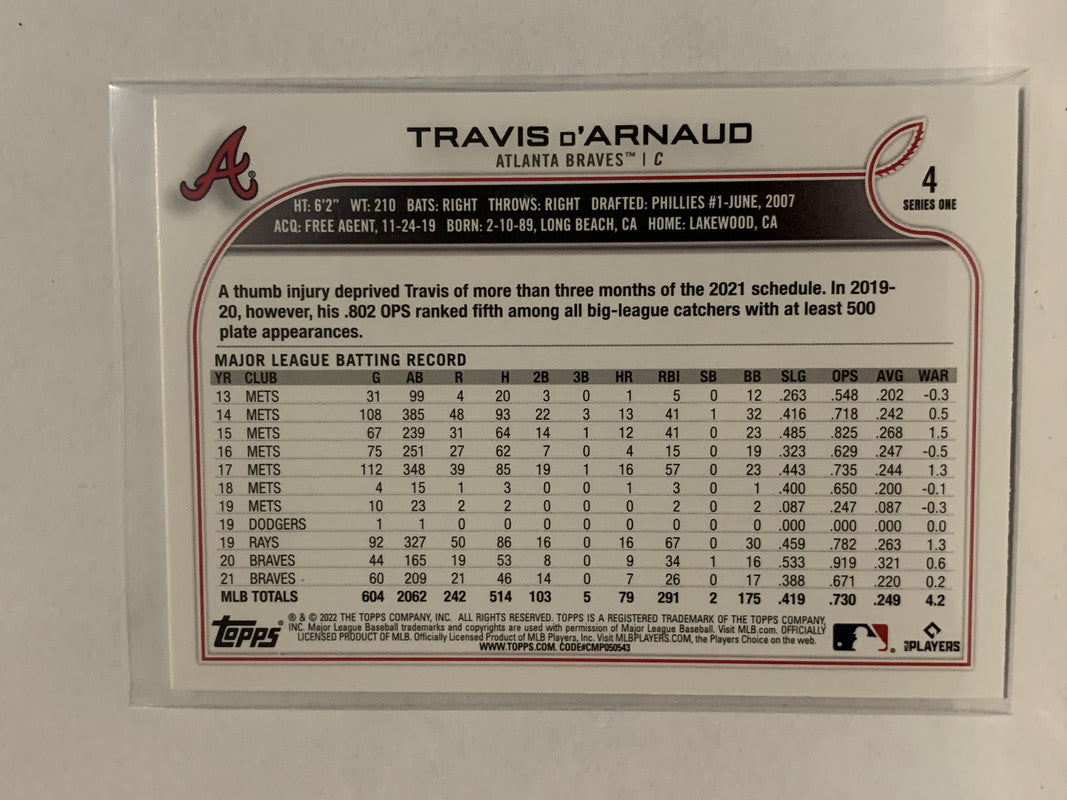 A
TRAVIS D'ARNAUD
ATLANTA BRAVES™ | C
4
SERIES ONE
HT: 6'2" WT: 210 BATS: RIGHT THROWS: RIGHT DRAFTED: PHILLIES #1-JUNE, 2007
ACQ: FREE AGENT, 11-24-19 BORN: 2-10-89, LONG BEACH, CA HOME: LAKEWOOD, CA
A thumb injury deprived Travis of more than three months of the 2021 schedule. In 2019-
20, however, his .802 OPS ranked fifth among all big-league catchers with at least 500
plate appearances.
MAJOR LEAGUE BATTING RECORD
YR CLUB G AB R H 2B 3B HR RBI SB BB SLG OPS AVG WAR
13 METS 31 99 4 20 3 0 1 5 0 12 .263 .548 .202 -0.3
14 METS 108 385 48 93 22 3 13 41 1 32 .416 .718 .242 0.5
15 METS 67 239 31 64 14 1 12 41 0 23 .485 .825 .268 1.5
16 METS 75 251 27 62 7 0 4 15 0 19 .323 .629 .247 -0.5
17 METS 112 348 39 85 19 1 16 57 0 23 .443 .735 .244 1.3
18 METS 4 15 1 3 0 0 1 3 0 1 .400 .650 .200 -0.1
19 METS 10 23 2 2 0 0 0 2 0 2 .087 .247 .087 -0.3
19 DODGERS 1 1 0 0 0 0 0 0 0 0 .000 .000 .000 0.0
19 RAYS 92 327 50 86 16 0 16 67 0 30 .459 .782 .263 1.3
20 BRAVES 44 165 19 53 8 0 9 34 1 16 .533 .919 .321 0.6
21 BRAVES 60 209 21 46 14 0 7 26 0 17 .388 .671 .220 0.2
MLB TOTALS 604 2062 242 514 103 5 79 291 2 175 .419 .730 .249 4.2
Topps
® & © 2022 THE TOPPS COMPANY, INC. ALL RIGHTS RESERVED. TOPPS IS A REGISTERED TRADEMARK OF THE TOPPS COMPANY,
INC. Major League Baseball trademarks and copyrights are used with permission of Major League Baseball. Visit MLB.com. OFFICIALLY
LICENSED PRODUCT OF MLB. Officially Licensed Product of MLB Players, Inc. Visit MLBPLAYERS.COM, the Players Choice on the web.
WWW.TOPPS.COM. CODE#CMP050543
MLB PLAYERS